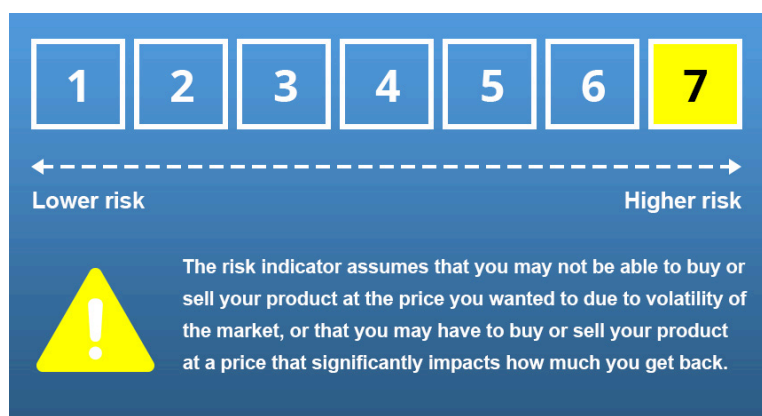 1 2 3 4 5 6 7
Lower risk Higher risk
The risk indicator assumes that you may not be able to buy or
sell your product at the price you wanted to due to volatility of
the market, or that you may have to buy or sell your product
at a price that significantly impacts how much you get back.